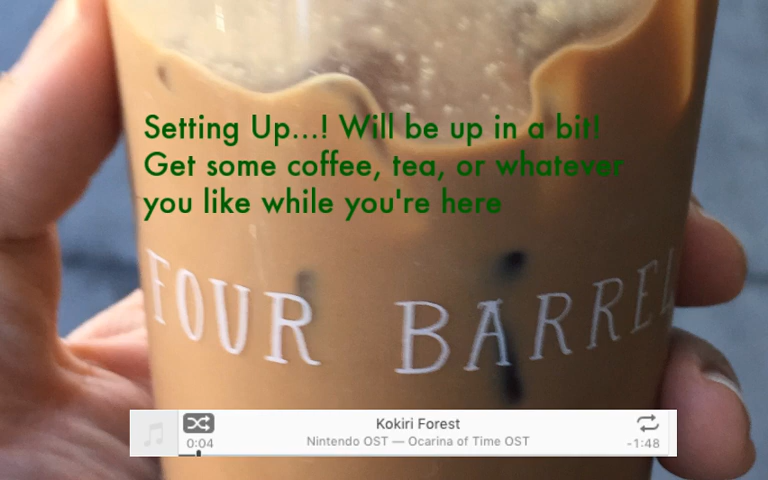 Setting Up...! Will be up in a bit!
Get some coffee, tea, or whatever
you like while you're here
FOUR BARREL
Kokiri Forest
0:04 Nintendo OST — Ocarina of Time OST -1:48